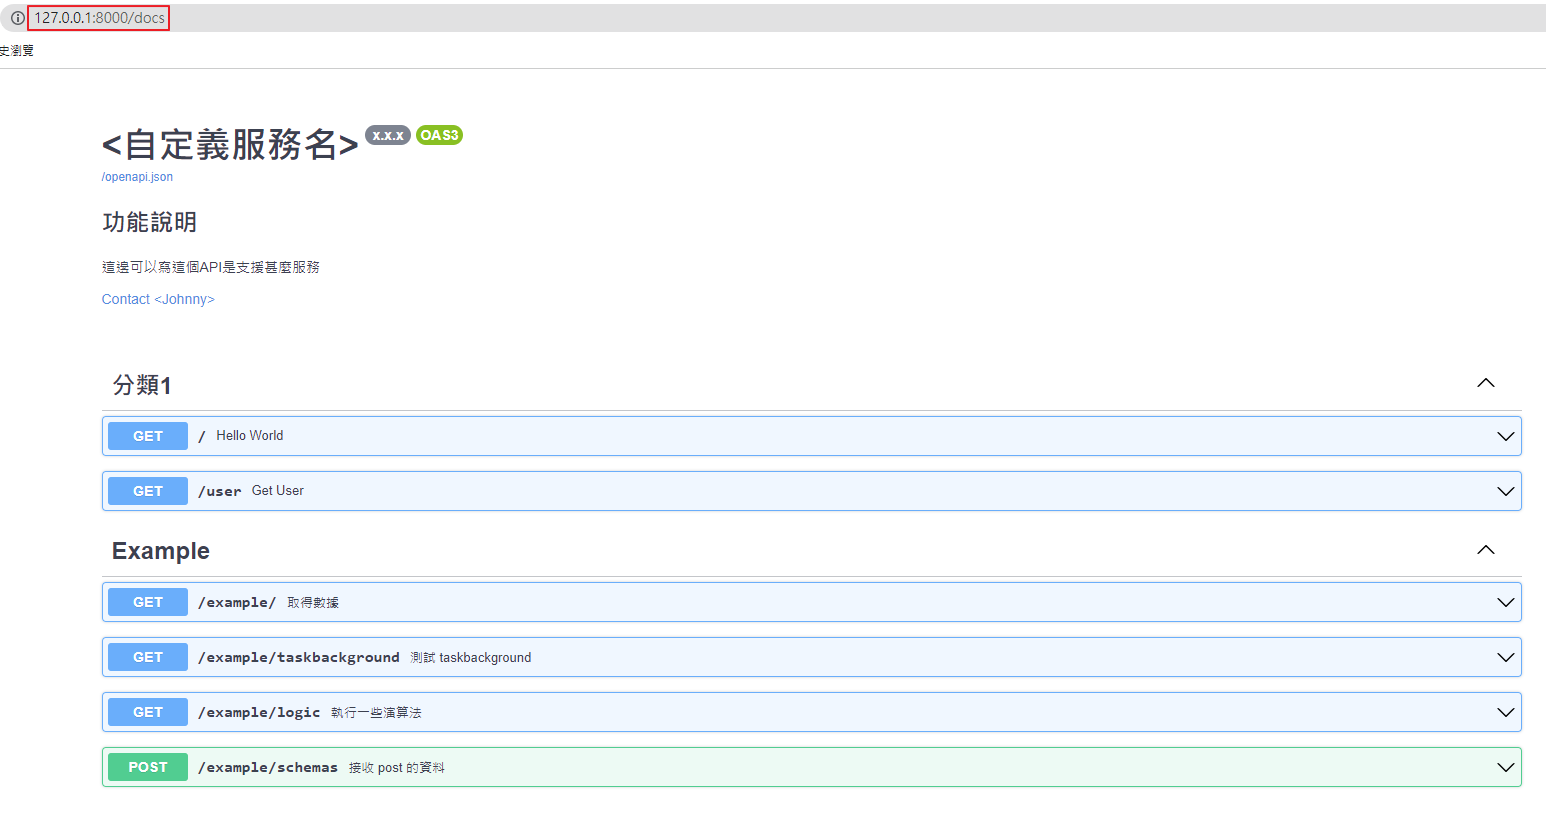 127.0.0.1:8000/docs
史瀏覽
<自定義服務名> x.x.x OAS3
/openapi.json
功能說明
這邊可以寫這個API是支援甚麼服務
Contact <Johnny>
分類1
GET / Hello World
GET /user Get User
Example
GET /example/ 取得數據
GET /example/taskbackground 測試 taskbackground
GET /example/logic 執行一些演算法
POST /example/schemas 接收 post 的資料